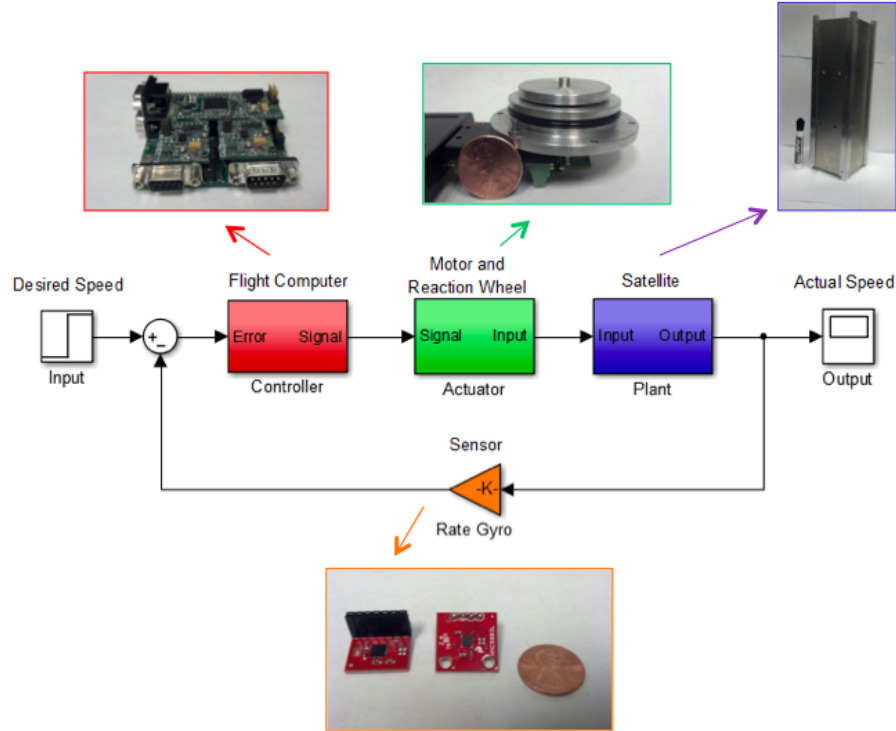 Desired Speed
Input
+
−
Flight Computer
Error
Signal
Controller
Motor and
Reaction Wheel
Signal
Input
Actuator
Satellite
Input
Output
Plant
Actual Speed
Output
Sensor
-K-
Rate Gyro